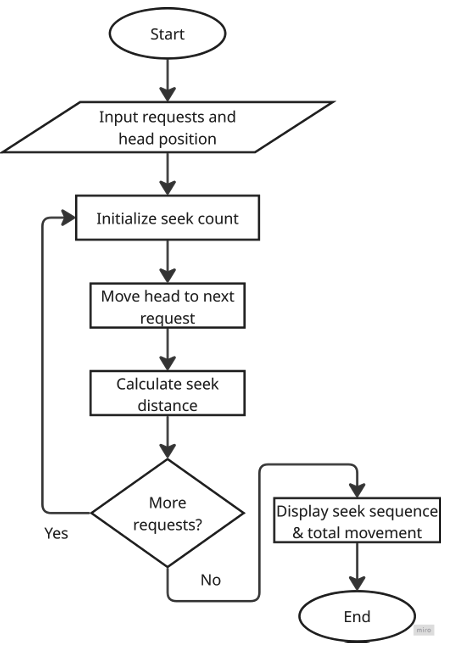 Start
Input requests and
head position
Initialize seek count
Move head to next
request
Calculate seek
distance
More
requests?
Yes
No
Display seek sequence
& total movement
End
miro